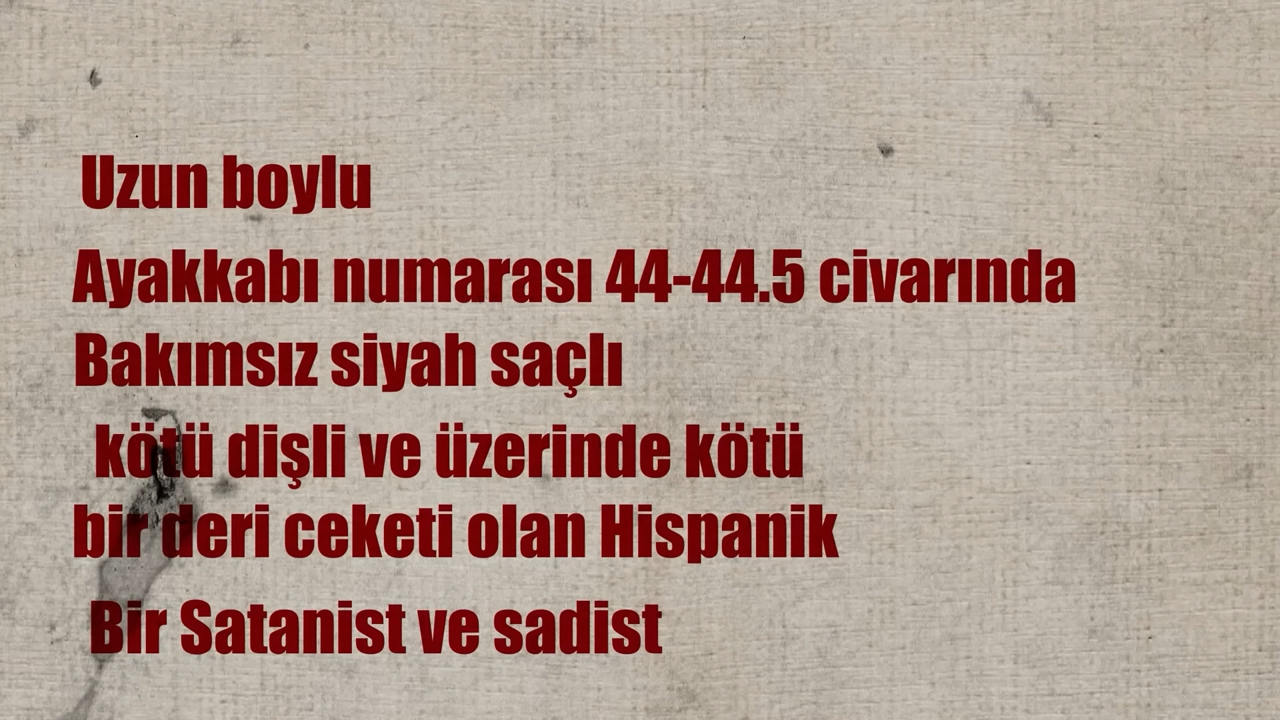 Uzun boylu
Ayakkabı numarası 44-44.5 civarında
Bakımsız siyah saçlı
kötü dişli ve üzerinde kötü
bir deri ceketi olan Hispanik
Bir Satanist ve sadist